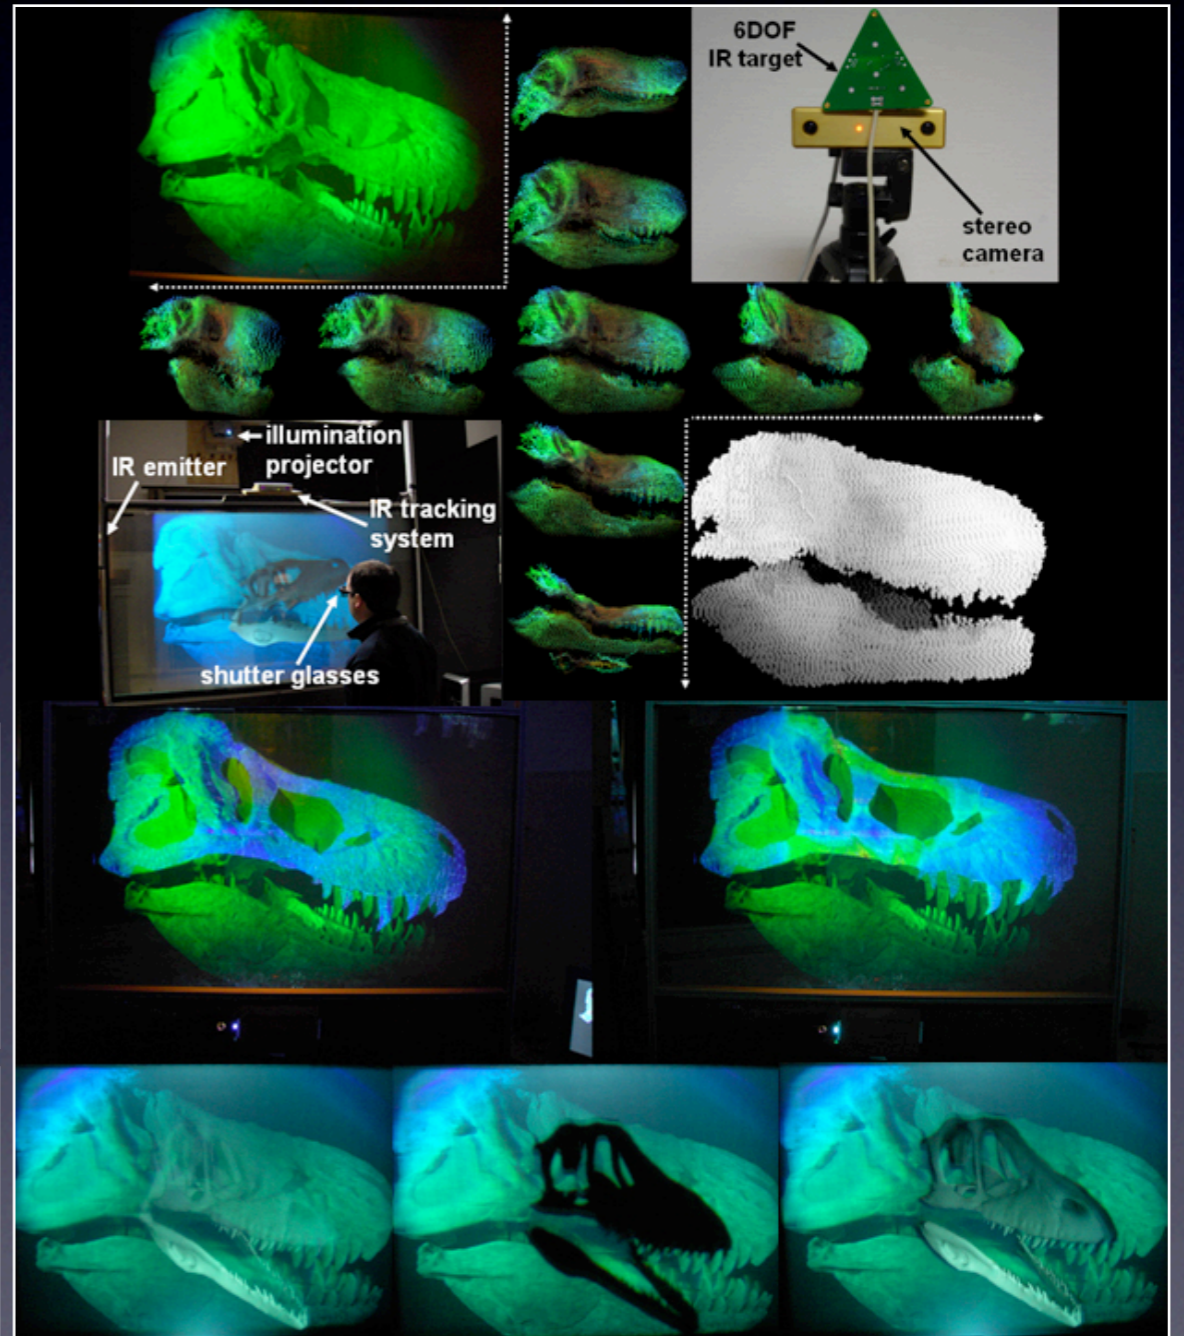 6DOF
IR target
stereo
camera
illumination
projector
IR emitter
IR tracking
system
shutter glasses